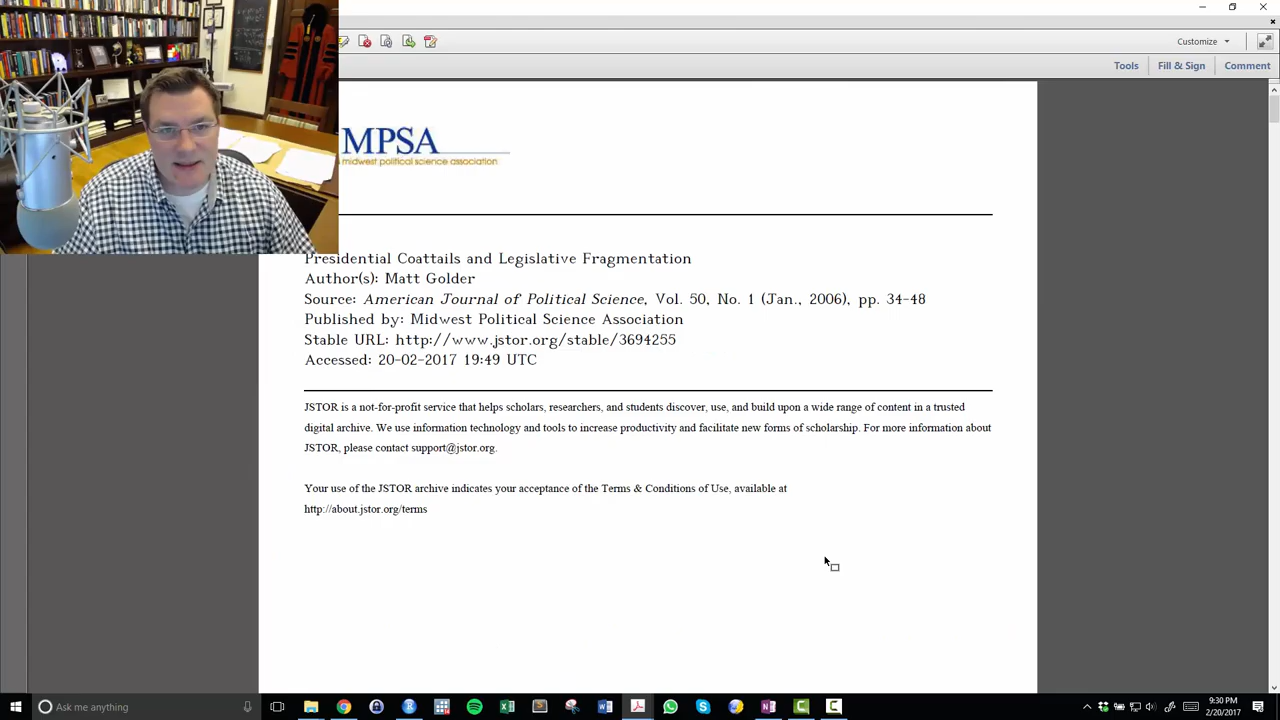 Customize
Tools
Fill & Sign
Comment
MPSA
midwest political science association
Presidential Coattails and Legislative Fragmentation
Author(s): Matt Golder
Source: American Journal of Political Science, Vol. 50, No. 1 (Jan., 2006), pp. 34-48
Published by: Midwest Political Science Association
Stable URL: http://www.jstor.org/stable/3694255
Accessed: 20-02-2017 19:49 UTC
JSTOR is a not-for-profit service that helps scholars, researchers, and students discover, use, and build upon a wide range of content in a trusted
digital archive. We use information technology and tools to increase productivity and facilitate new forms of scholarship. For more information about
JSTOR, please contact support@jstor.org.
Your use of the JSTOR archive indicates your acceptance of the Terms & Conditions of Use, available at
http://about.jstor.org/terms
Ask me anything
9:30 PM
2/20/2017